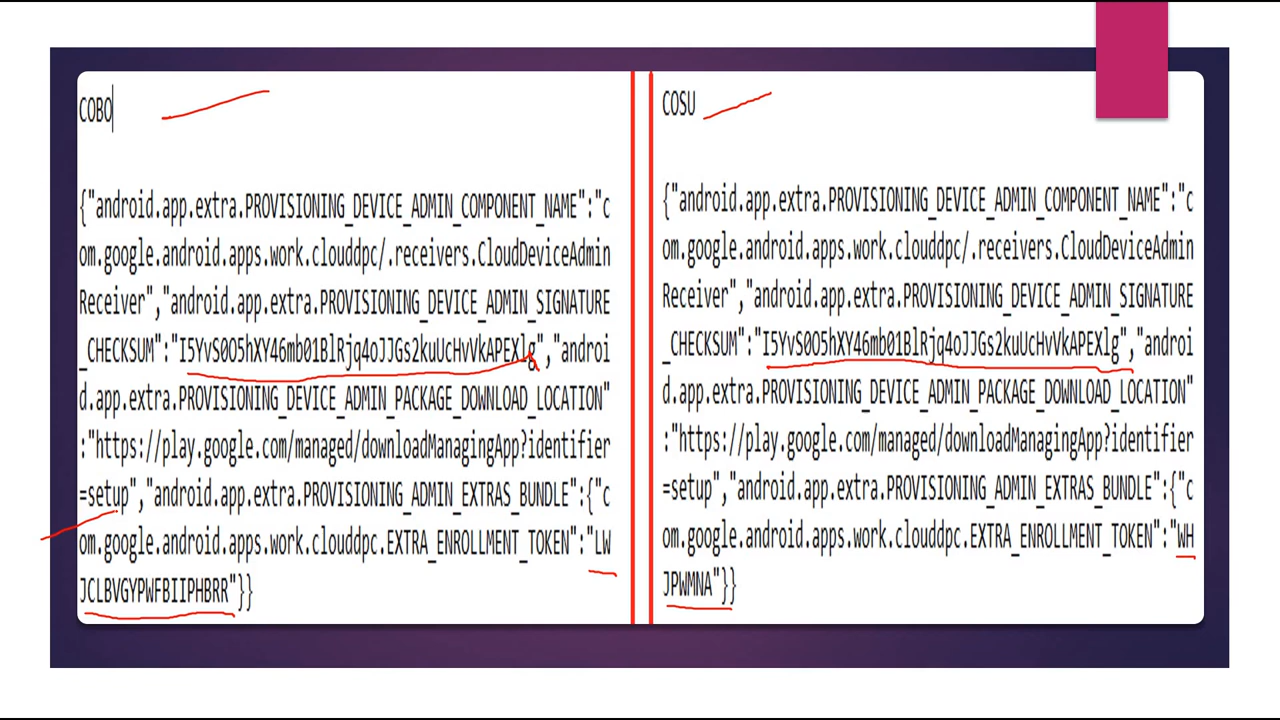 COBO
{"android.app.extra.PROVISIONING_DEVICE_ADMIN_COMPONENT_NAME":"c
om.google.android.apps.work.clouddpc/.receivers.CloudDeviceAdmin
Receiver","android.app.extra.PROVISIONING_DEVICE_ADMIN_SIGNATURE
_CHECKSUM":"I5YvS0O5hXY46mb01BlRjq4oJJGs2kuUcHvVkAPEXlg","androi
d.app.extra.PROVISIONING_DEVICE_ADMIN_PACKAGE_DOWNLOAD_LOCATION"
:"https://play.google.com/managed/downloadManagingApp?identifier
=setup","android.app.extra.PROVISIONING_ADMIN_EXTRAS_BUNDLE":{"c
om.google.android.apps.work.clouddpc.EXTRA_ENROLLMENT_TOKEN":"LW
JCLBVGYPWFBIIPHBRR"}}
COSU
{"android.app.extra.PROVISIONING_DEVICE_ADMIN_COMPONENT_NAME":"c
om.google.android.apps.work.clouddpc/.receivers.CloudDeviceAdmin
Receiver","android.app.extra.PROVISIONING_DEVICE_ADMIN_SIGNATURE
_CHECKSUM":"I5YvS0O5hXY46mb01BlRjq4oJJGs2kuUcHvVkAPEXlg","androi
d.app.extra.PROVISIONING_DEVICE_ADMIN_PACKAGE_DOWNLOAD_LOCATION"
:"https://play.google.com/managed/downloadManagingApp?identifier
=setup","android.app.extra.PROVISIONING_ADMIN_EXTRAS_BUNDLE":{"c
om.google.android.apps.work.clouddpc.EXTRA_ENROLLMENT_TOKEN":"WH
JPWMNA"}}